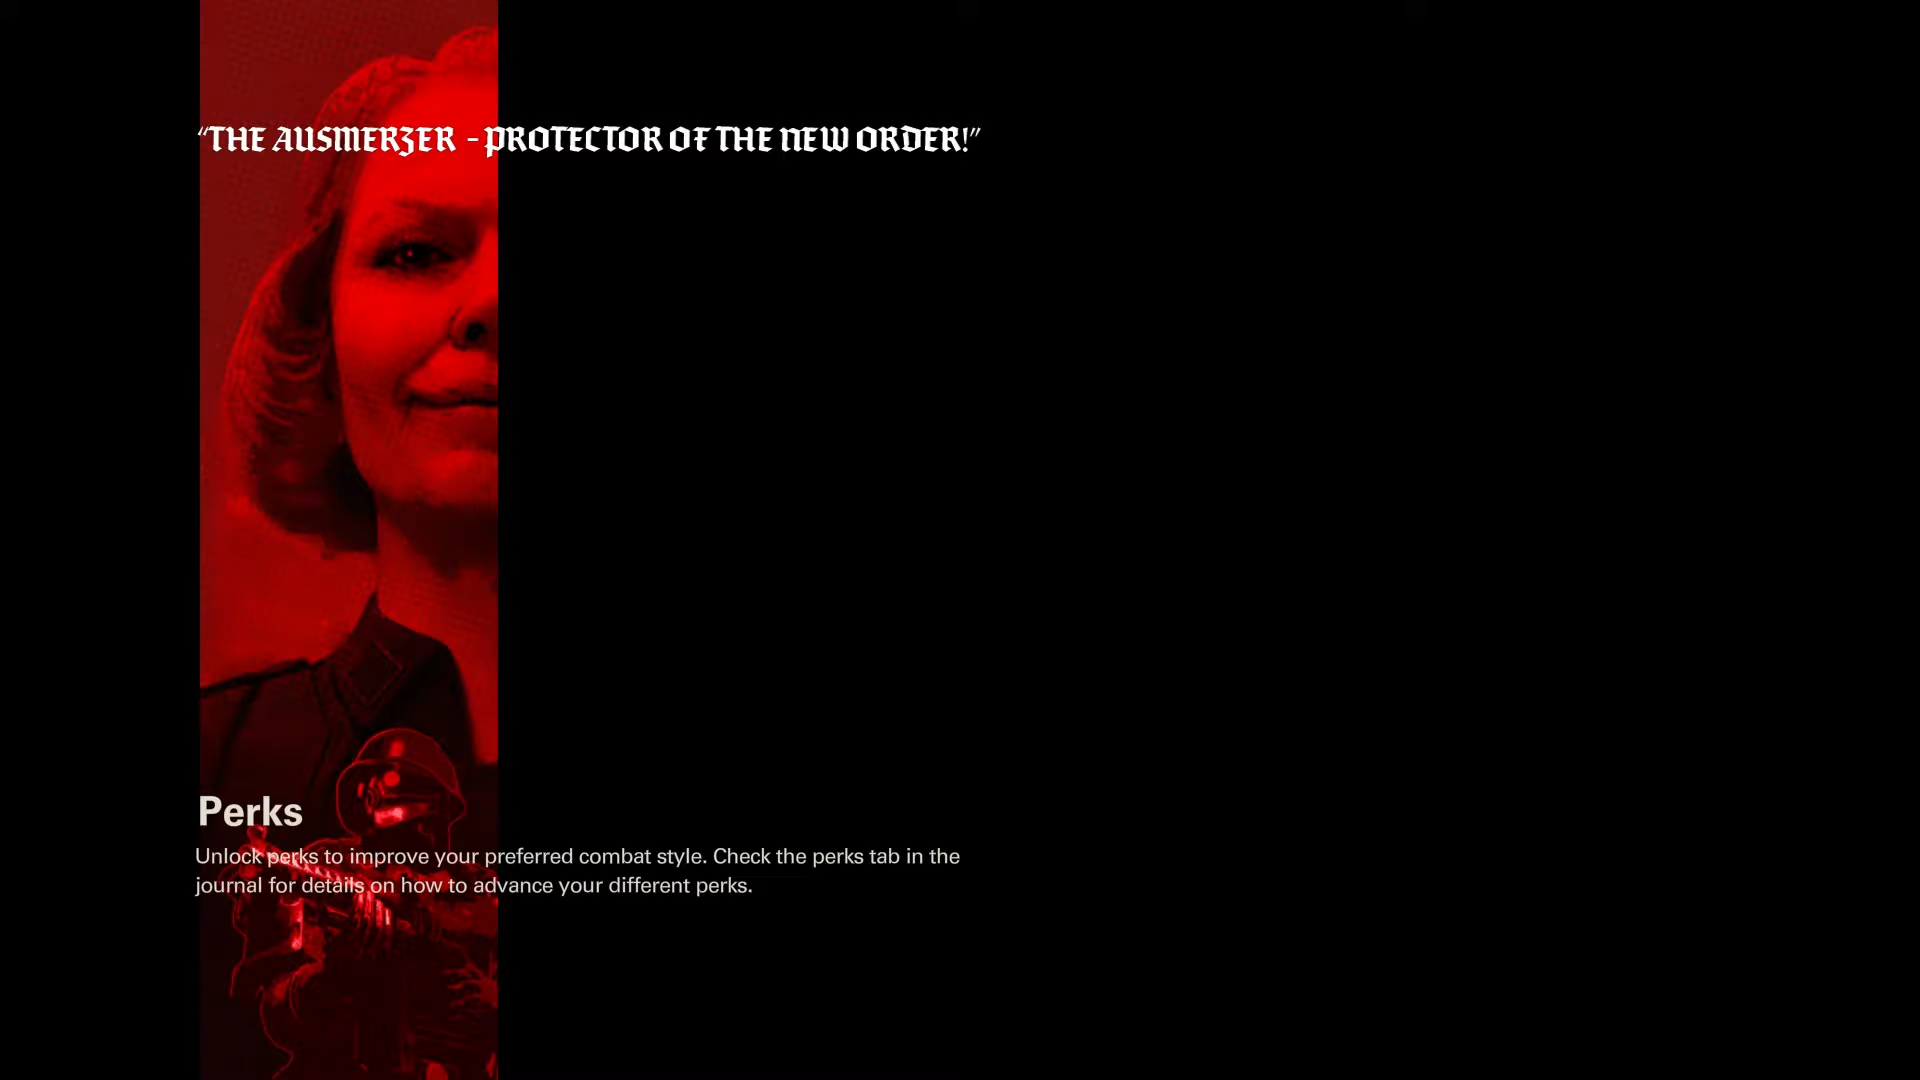 “THE AUSMERZER - PROTECTOR OF THE NEW ORDER!”
Perks
Unlock perks to improve your preferred combat style. Check the perks tab in the
journal for details on how to advance your different perks.